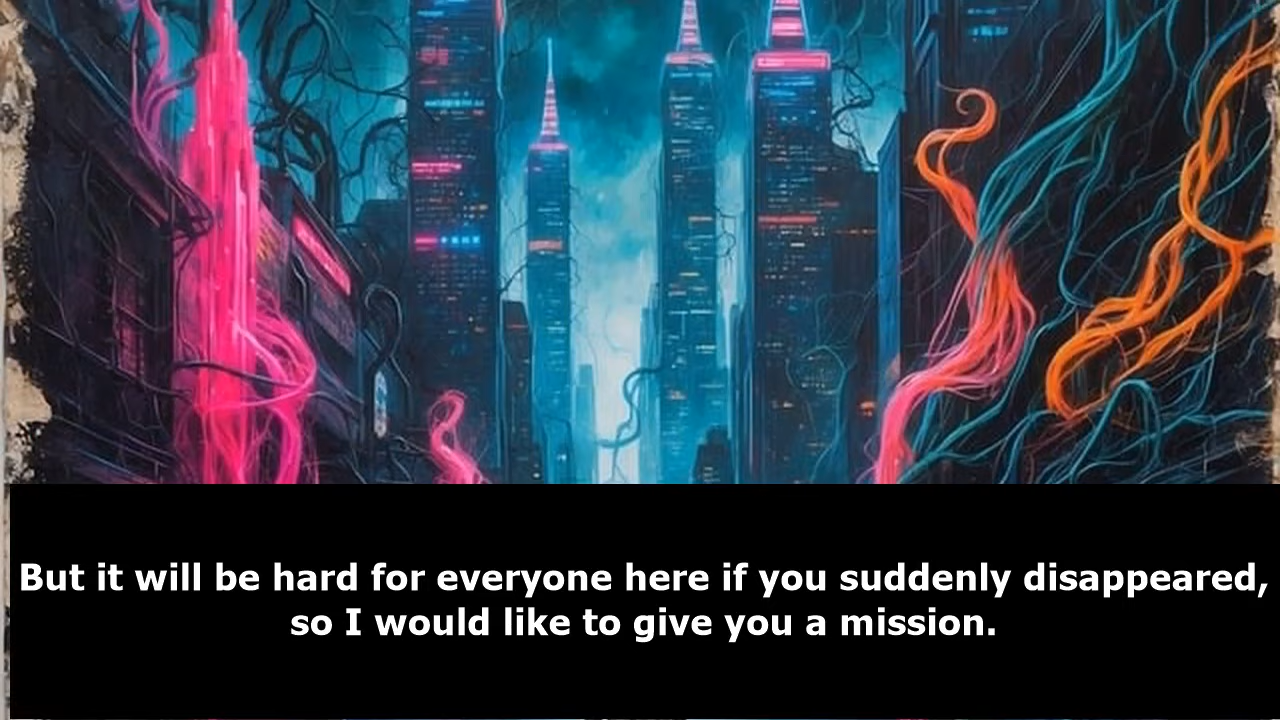 But it will be hard for everyone here if you suddenly disappeared,
so I would like to give you a mission.